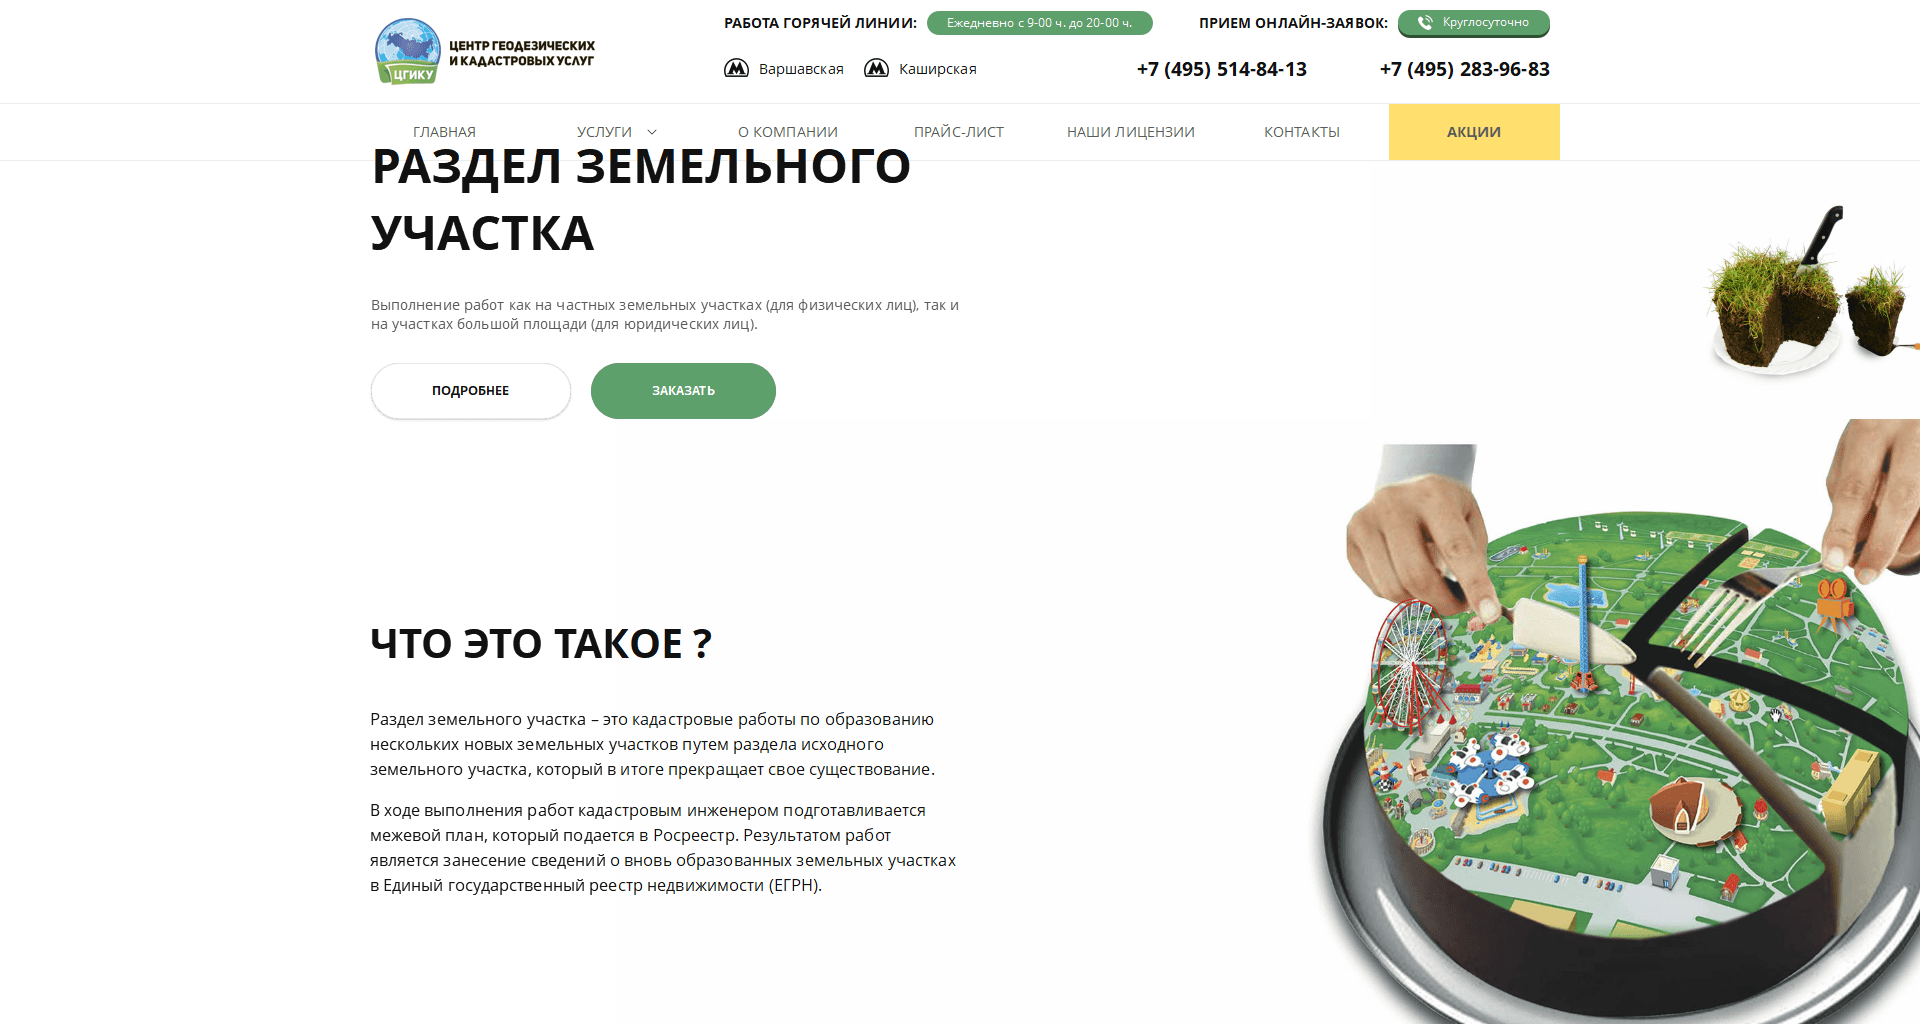 ЦЕНТР ГЕОДЕЗИЧЕСКИХ
И КАДАСТРОВЫХ УСЛУГ
ЦГИКУ
РАБОТА ГОРЯЧЕЙ ЛИНИИ: Ежедневно с 9-00 ч. до 20-00 ч.
ПРИЕМ ОНЛАЙН-ЗАЯВОК: Круглосуточно
Варшавская Каширская
+7 (495) 514-84-13 +7 (495) 283-96-83
ГЛАВНАЯ УСЛУГИ О КОМПАНИИ ПРАЙС-ЛИСТ НАШИ ЛИЦЕНЗИИ КОНТАКТЫ АКЦИИ
РАЗДЕЛ ЗЕМЕЛЬНОГО
УЧАСТКА
Выполнение работ как на частных земельных участках (для физических лиц), так и
на участках большой площади (для юридических лиц).
ПОДРОБНЕЕ ЗАКАЗАТЬ
ЧТО ЭТО ТАКОЕ ?
Раздел земельного участка – это кадастровые работы по образованию
нескольких новых земельных участков путем раздела исходного
земельного участка, который в итоге прекращает свое существование.
В ходе выполнения работ кадастровым инженером подготавливается
межевой план, который подается в Росреестр. Результатом работ
является занесение сведений о вновь образованных земельных участках
в Единый государственный реестр недвижимости (ЕГРН).